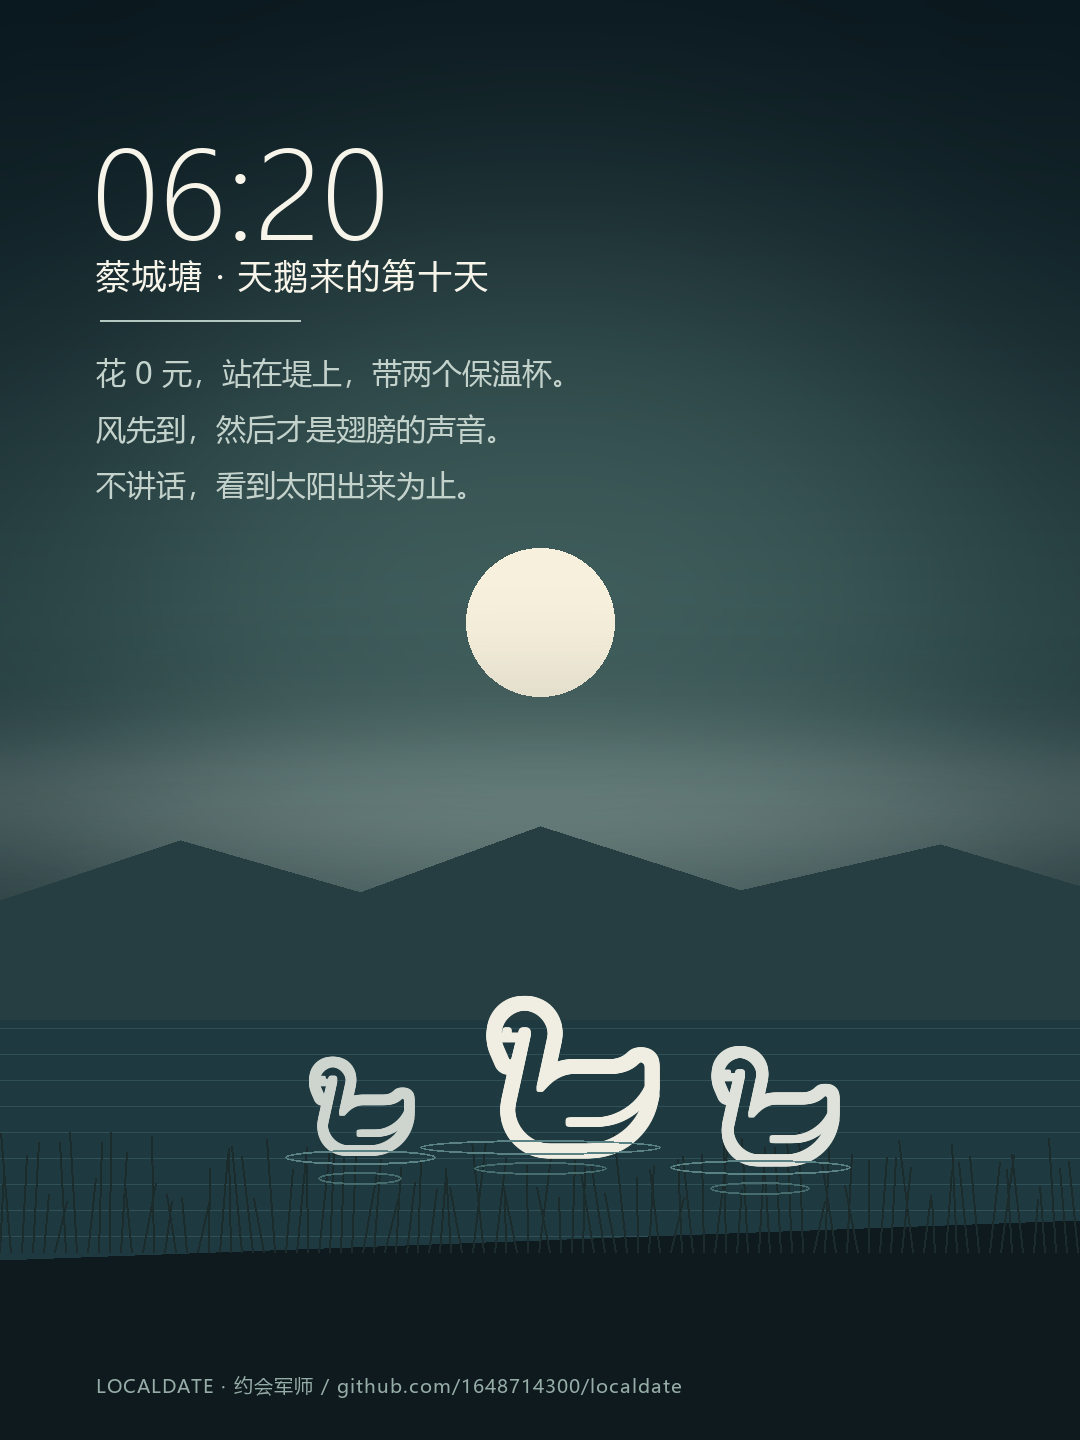 06:20
蔡城塘 · 天鹅来的第十天
花 0 元，站在堤上，带两个保温杯。
风先到，然后才是翅膀的声音。
不讲话，看到太阳出来为止。
LOCALDATE · 约会军师 / github.com/1648714300/localdate